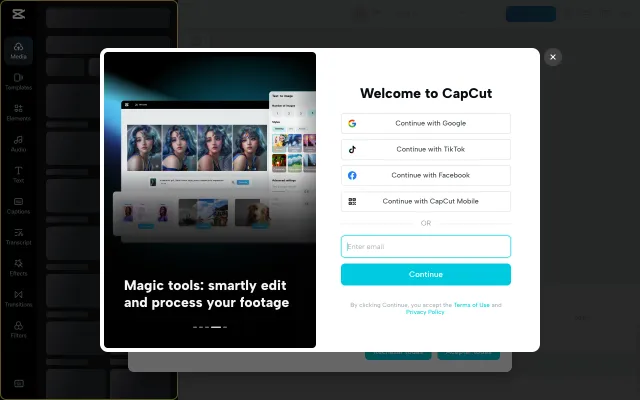 Media
Templates
Elements
Audio
Text
Captions
Transcript
Effects
Transitions
Filters
Magic tools: smartly edit
and process your footage
Welcome to CapCut
Continue with Google
Continue with TikTok
Continue with Facebook
Continue with CapCut Mobile
OR
Enter email
Continue
By clicking Continue, you accept the Terms of Use and
Privacy Policy